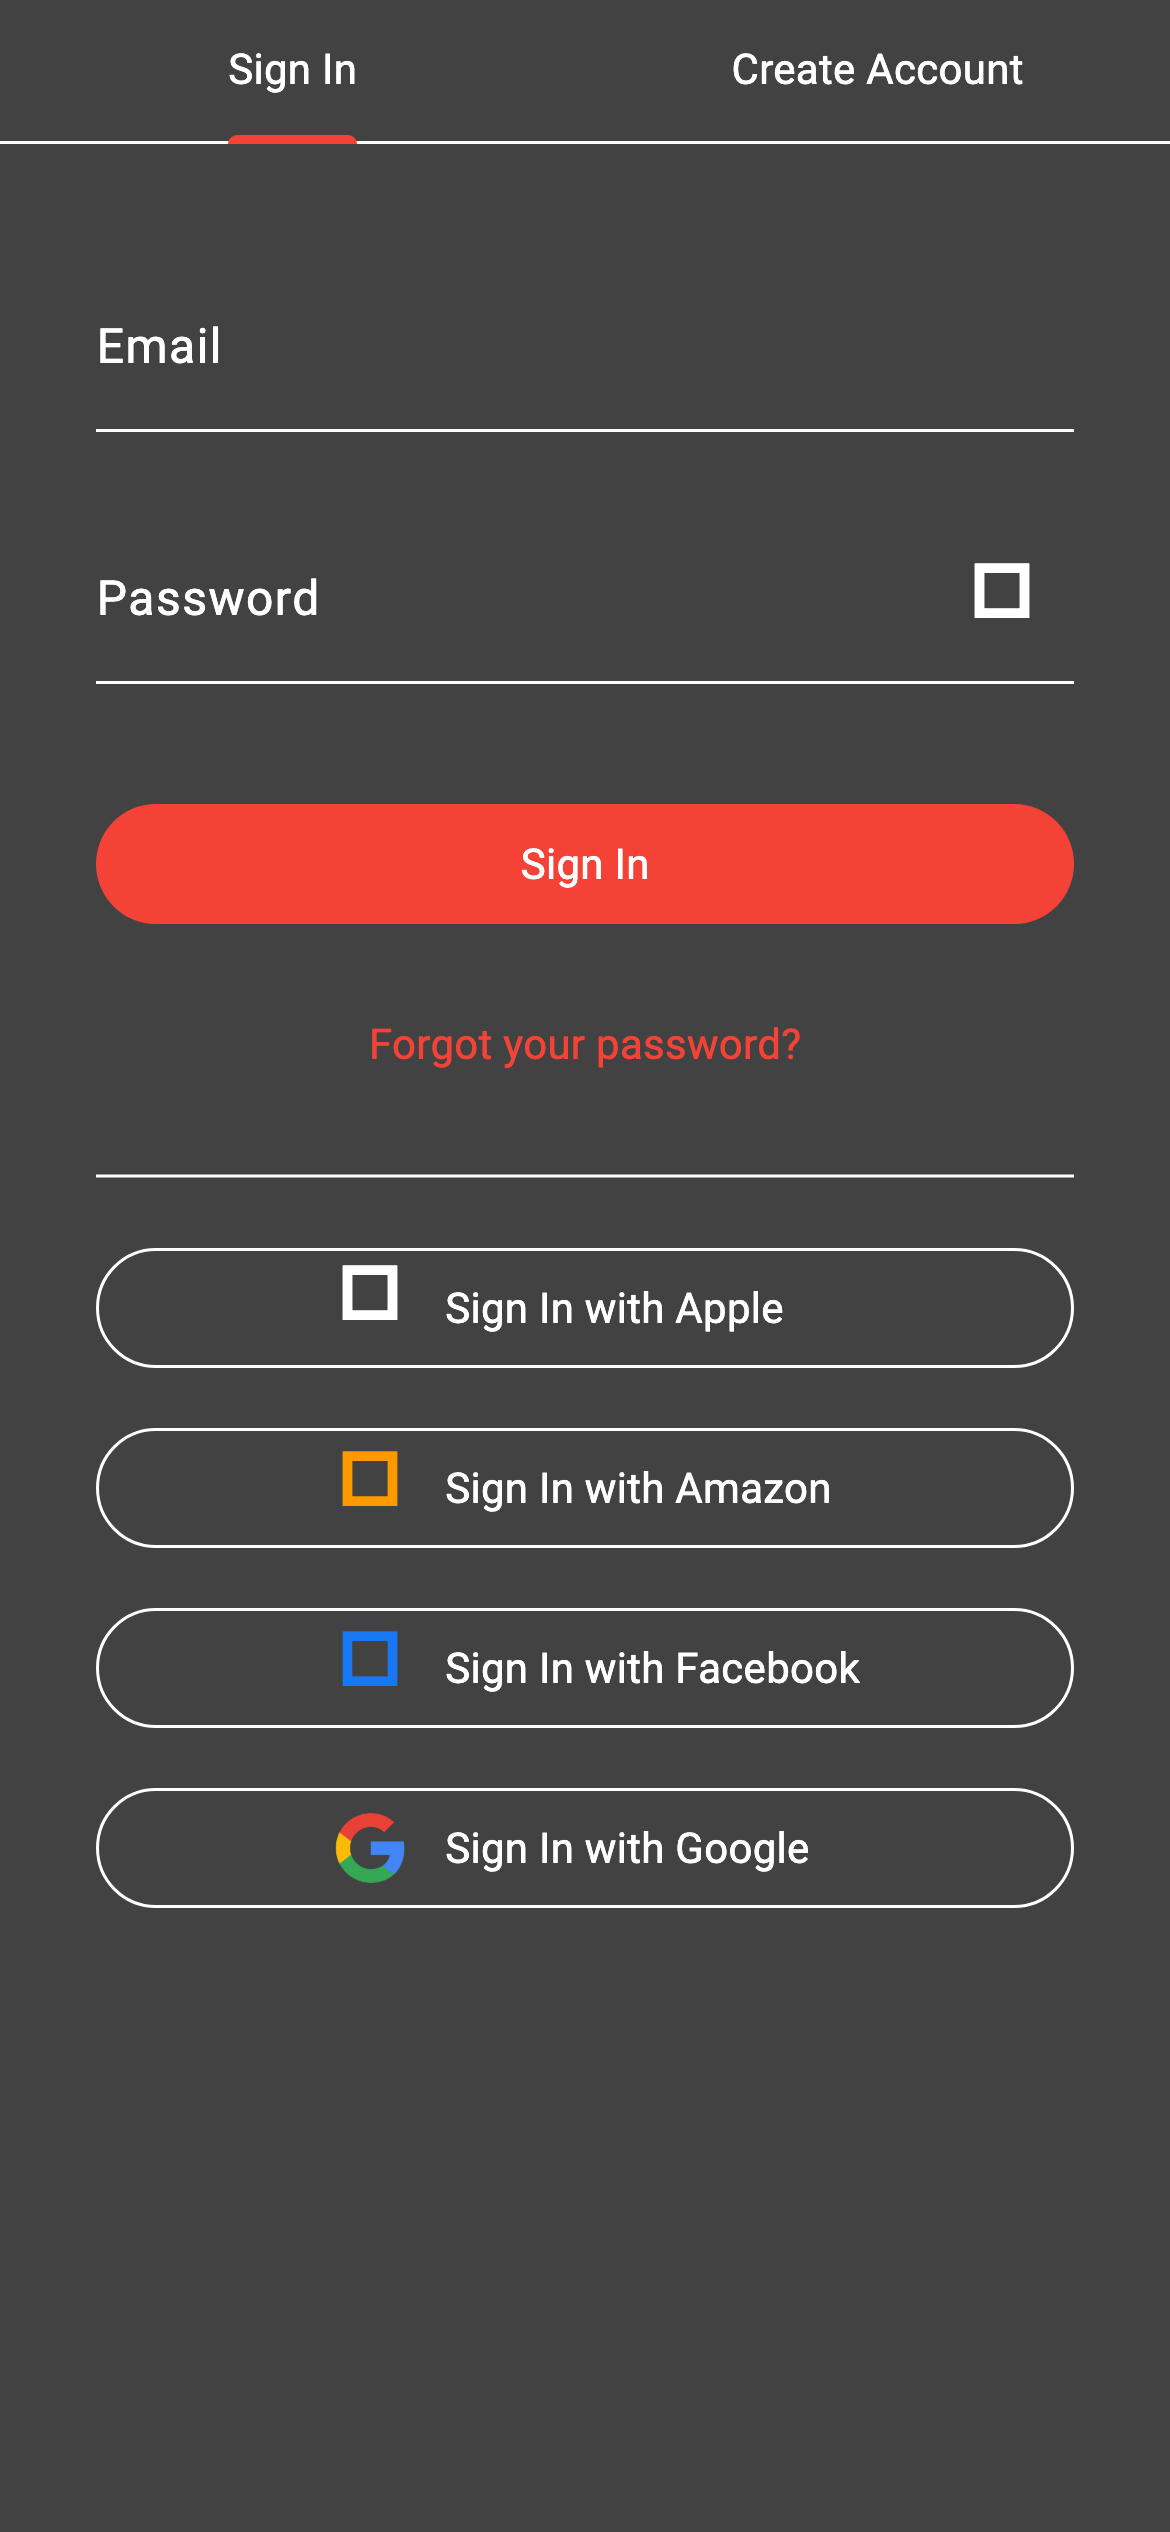 Sign In
Create Account
Email
Password
Sign In
Forgot your password?
Sign In with Apple
Sign In with Amazon
Sign In with Facebook
Sign In with Google